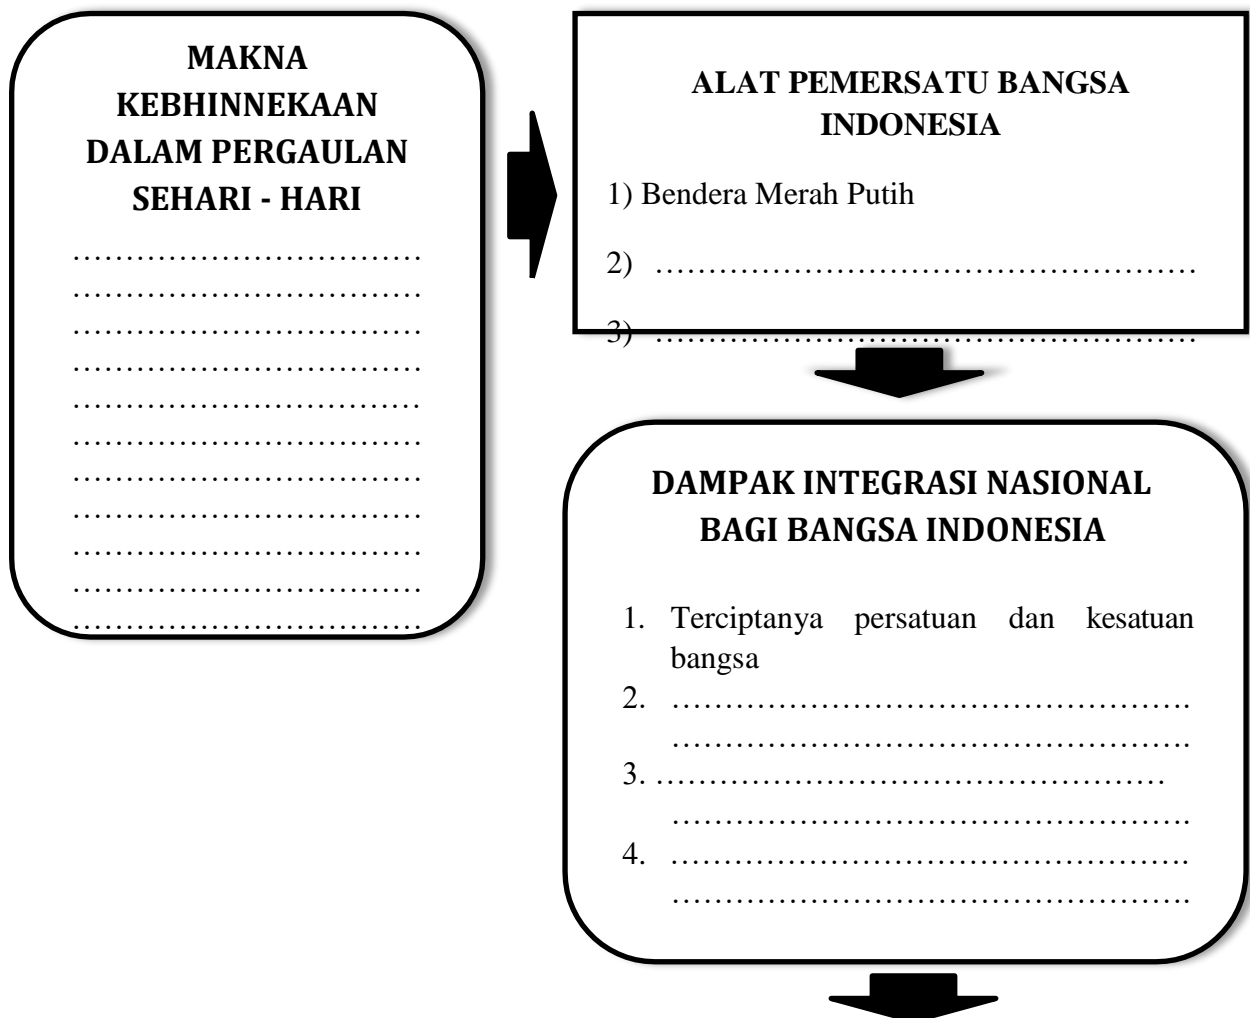 MAKNA
KEBHINNEKAAN
DALAM PERGAULAN
SEHARI - HARI
……………………………
……………………………
……………………………
……………………………
……………………………
……………………………
……………………………
……………………………
……………………………
……………………………
……………………………
ALAT PEMERSATU BANGSA
INDONESIA
1) Bendera Merah Putih
2) ……………………………………………
3) ……………………………………………
DAMPAK INTEGRASI NASIONAL
BAGI BANGSA INDONESIA
1. Terciptanya persatuan dan kesatuan
bangsa
2. ………………………………………….
………………………………………….
3. …………………………………………
………………………………………….
4. ………………………………………….
………………………………………….